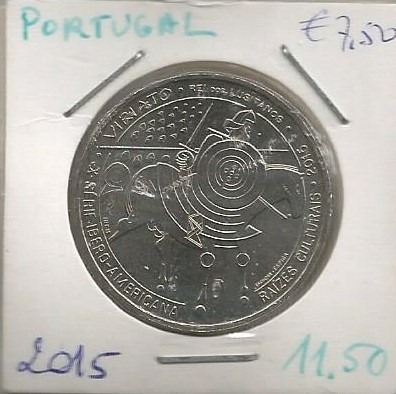 PORTUGAL
€7,50
VIRIATO · REI DOS LUSITANOS · 2015 ·
X SÉRIE IBERO-AMERICANA
RAÍZES CULTURAIS
2015
11.50